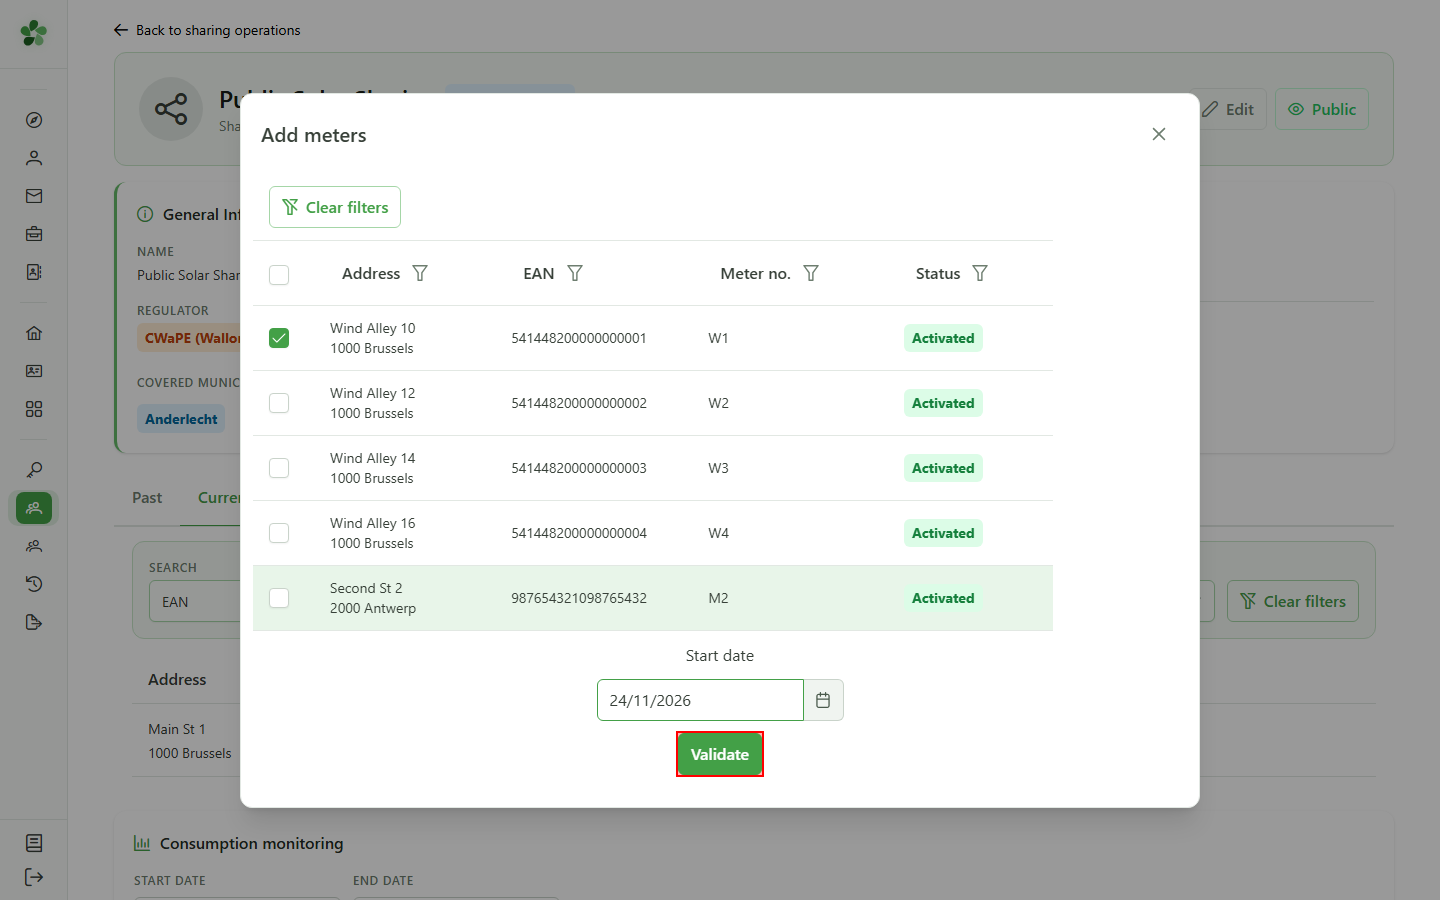 Back to sharing operations
Edit
Public
Add meters
Clear filters
General
NAME
Public Solar Shar
REGULATOR
CWaPE (Wallo
COVERED MUNIC
Anderlecht
Past
SEARCH
EAN
Clear filters
Address
Main St 1
1000 Brussels
Address
EAN
Meter no.
Status
Wind Alley 10
1000 Brussels
541448200000000001
W1
Activated
Wind Alley 12
1000 Brussels
541448200000000002
W2
Activated
Wind Alley 14
1000 Brussels
541448200000000003
W3
Activated
Wind Alley 16
1000 Brussels
541448200000000004
W4
Activated
Second St 2
2000 Antwerp
987654321098765432
M2
Activated
Start date
24/11/2026
Validate
Consumption monitoring
START DATE
END DATE